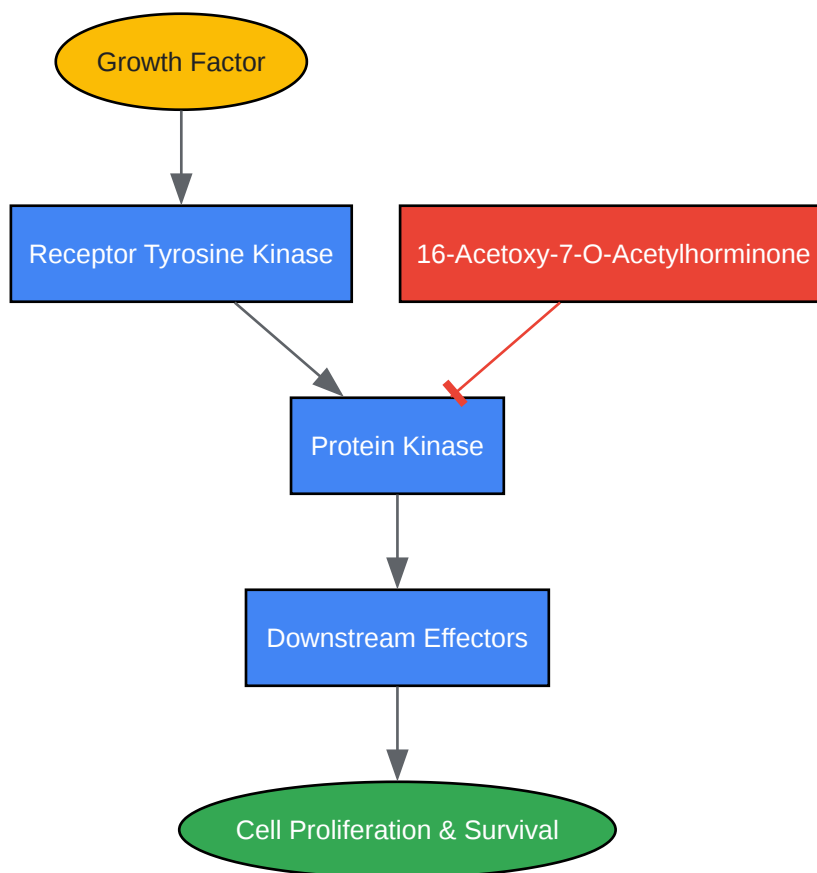 Growth Factor
Receptor Tyrosine Kinase
16-Acetoxy-7-O-Acetylhorminone
Protein Kinase
Downstream Effectors
Cell Proliferation & Survival